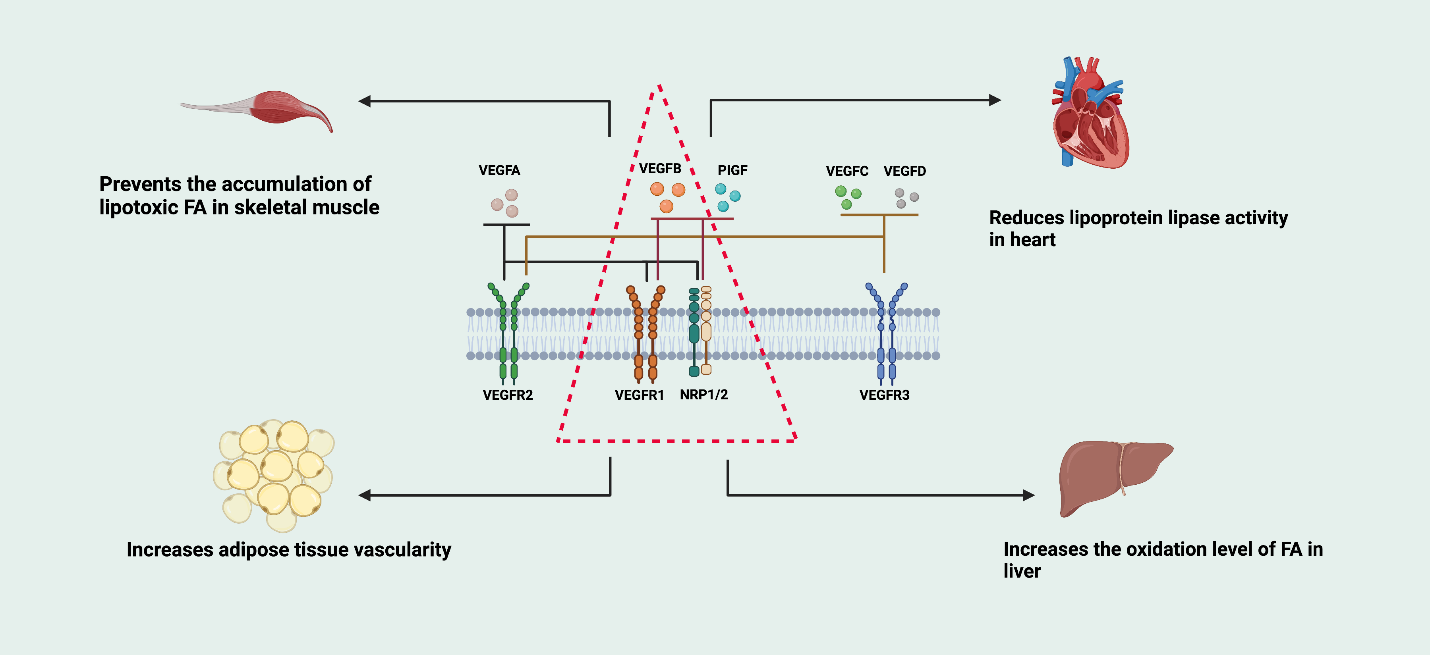 VEGFA
VEGFB
PIGF
VEGFC
VEGFD
Prevents the accumulation of
lipotoxic FA in skeletal muscle
Reduces lipoprotein lipase activity
in heart
VEGFR2
VEGFR1
NRP1/2
VEGFR3
Increases adipose tissue vascularity
Increases the oxidation level of FA in
liver